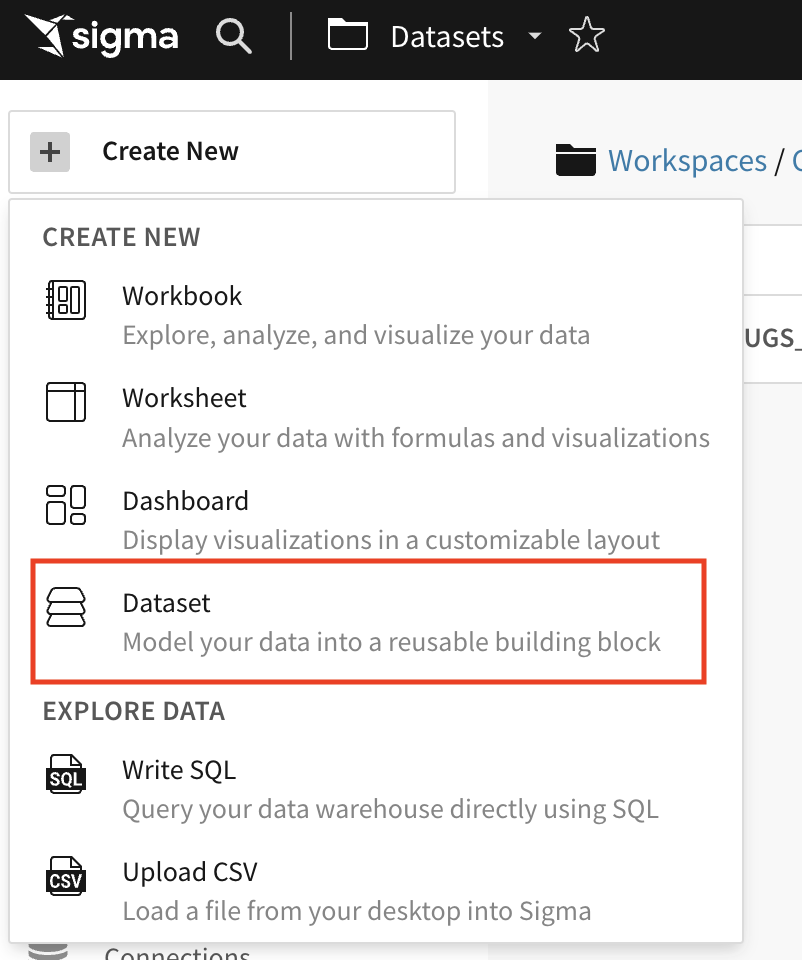 sigma
Datasets
Create New
Workspaces /
CREATE NEW
Workbook
Explore, analyze, and visualize your data
UGS_
Worksheet
Analyze your data with formulas and visualizations
Dashboard
Display visualizations in a customizable layout
Dataset
Model your data into a reusable building block
EXPLORE DATA
SQL
Write SQL
Query your data warehouse directly using SQL
CSV
Upload CSV
Load a file from your desktop into Sigma
Connections